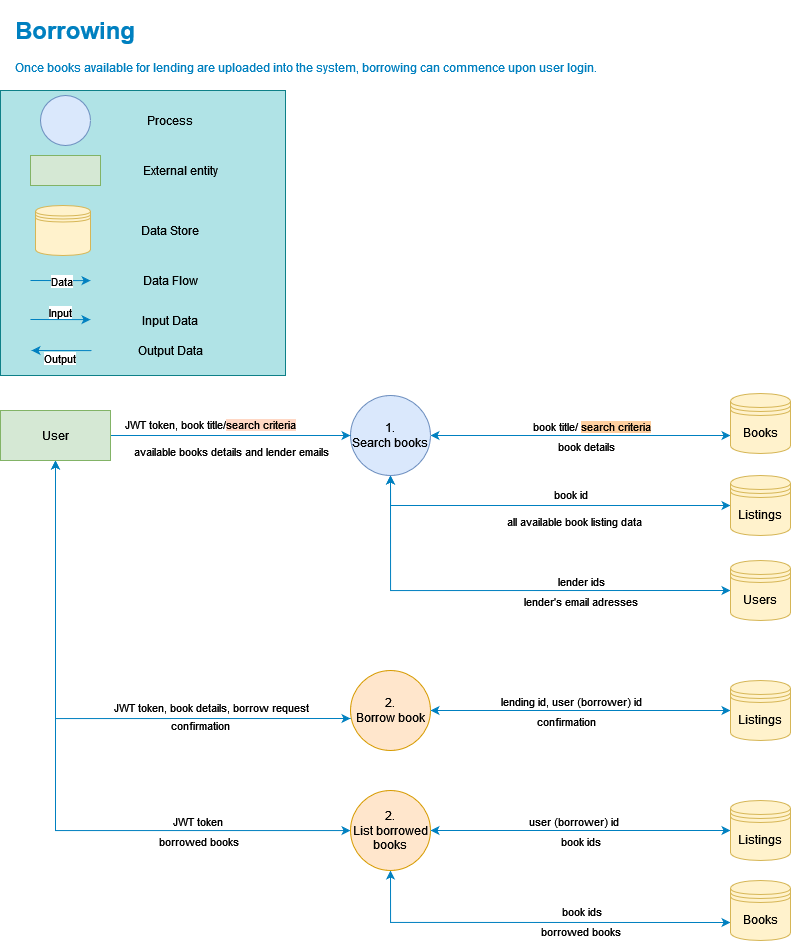 Borrowing
Once books available for lending are uploaded into the system, borrowing can commence upon user login.
Process
External entity
Data Store
Data
Data Flow
Input
Input Data
Output
Output Data
User
JWT token, book title/search criteria
available books details and lender emails
1.
Search books
book title/ search criteria
book details
Books
book id
all available book listing data
Listings
lender ids
lender's email adresses
Users
JWT token, book details, borrow request
confirmation
2.
Borrow book
lending id, user (borrower) id
confirmation
Listings
JWT token
borrowed books
2.
List borrowed
books
user (borrower) id
book ids
Listings
book ids
borrowed books
Books